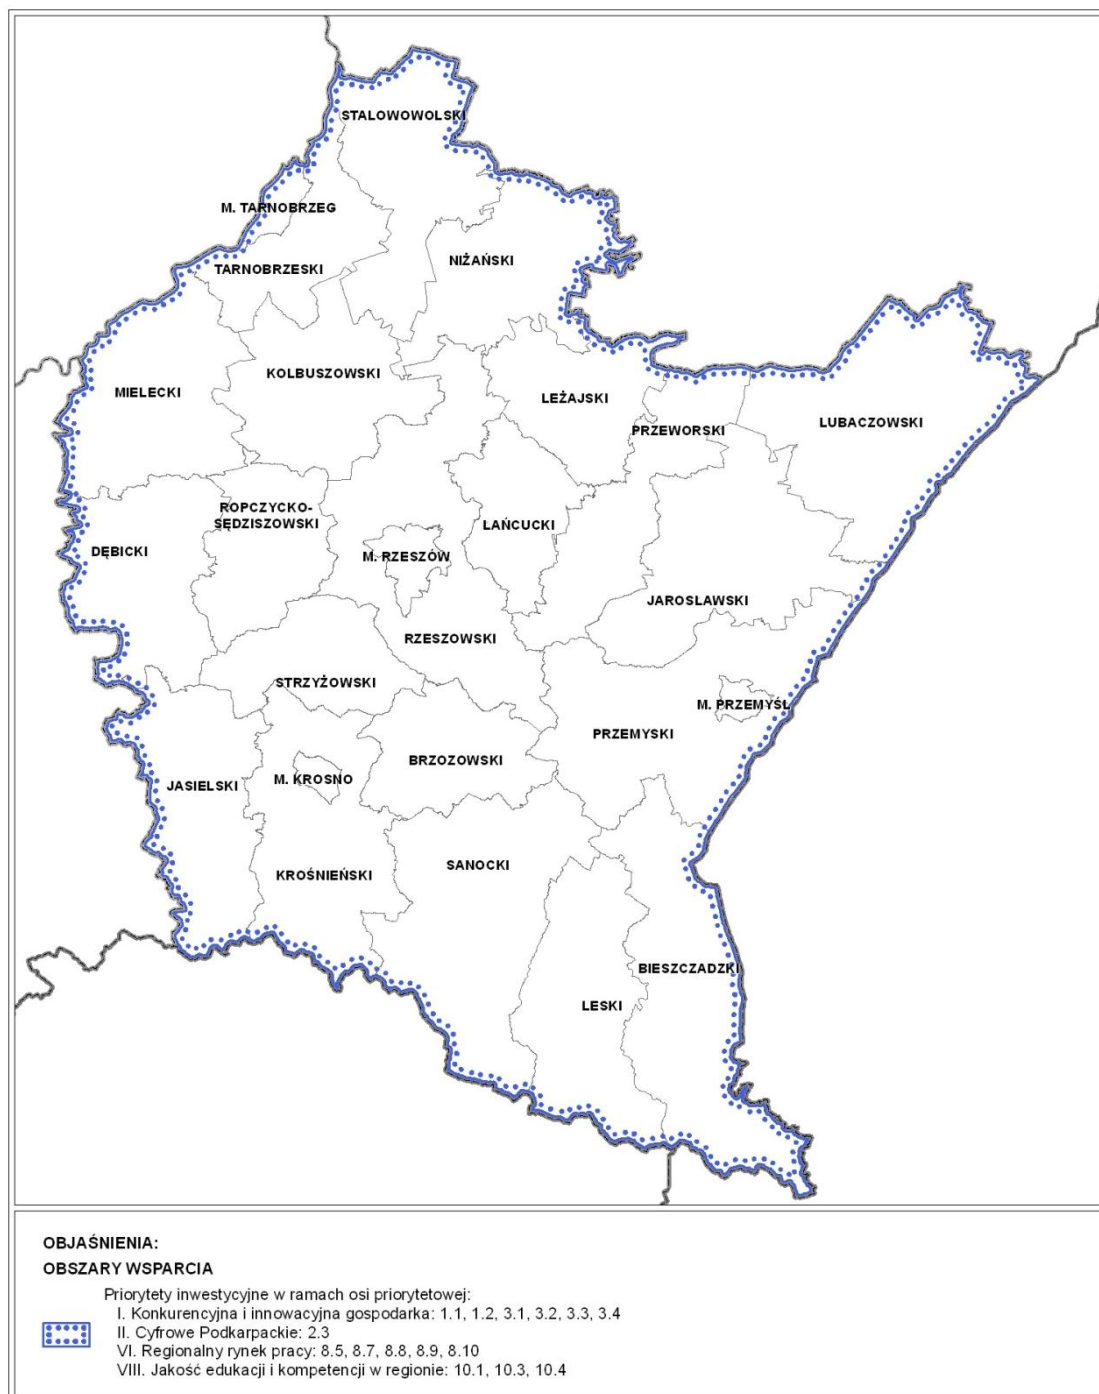 STALOWOWOLSKI
M. TARNOBRZEG
TARNOBRZESKI
NIŻAŃSKI
KOLBUSZOWSKI
MIELECKI
LEŻAJSKI
PRZEWORSKI
LUBACZOWSKI
ROPCZYCKO-
SĘDZISZOWSKI
ŁAŃCUCKI
DĘBICKI
M. RZESZÓW
JAROSLAWSKI
RZESZOWSKI
STRZYŻOWSKI
M. PRZEMYŚL
PRZEMYSKI
BRZOZOWSKI
M. KROSNO
JASIELSKI
SANOCKI
KROŚNIEŃSKI
BIESZCZADZKI
LESKI
OBJAŚNIENIA:
OBSZARY WSPARCIA
Priorytety inwestycyjne w ramach osi priorytetowej:
I. Konkurencyjna i innowacyjna gospodarka: 1.1, 1.2, 3.1, 3.2, 3.3, 3.4
II. Cyfrowe Podkarpackie: 2.3
VI. Regionalny rynek pracy: 8.5, 8.7, 8.8, 8.9, 8.10
VIII. Jakość edukacji i kompetencji w regionie: 10.1, 10.3, 10.4